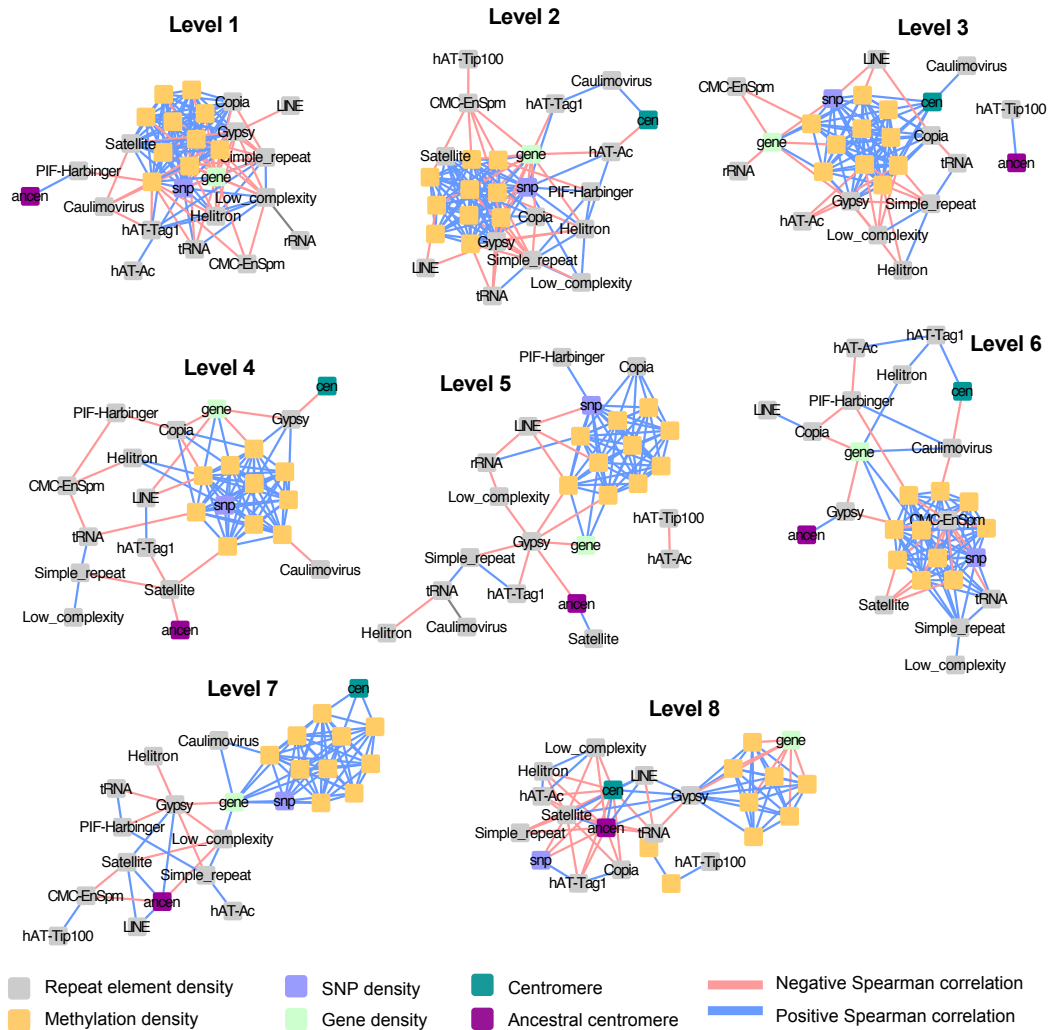 Level 1
Copia
LINE
Gypsy
Satellite
Simple_repeat
PIF-Harbinger
gene
snp
ancen
Low_complexity
Caulimovirus
Helitron
hAT-Tag1
rRNA
tRNA
CMC-EnSpm
hAT-Ac
Level 2
hAT-Tip100
Caulimovirus
CMC-EnSpm
hAT-Tag1
cen
gene
hAT-Ac
Satellite
snp
PIF-Harbinger
Copia
Helitron
Gypsy
Simple_repeat
LINE
Low_complexity
tRNA
Level 3
LINE
Caulimovirus
CMC-EnSpm
snp
cen
hAT-Tip100
gene
Copia
rRNA
tRNA
ancen
Gypsy
Simple_repeat
hAT-Ac
Low_complexity
Helitron
Level 4
cen
PIF-Harbinger
gene
Gypsy
Copia
Helitron
CMC-EnSpm
LINE
snp
tRNA
hAT-Tag1
Simple_repeat
Caulimovirus
Satellite
Low_complexity
ancen
Level 5
PIF-Harbinger
Copia
snp
LINE
rRNA
Low_complexity
hAT-Tip100
Gypsy
gene
Simple_repeat
hAT-Ac
tRNA
hAT-Tag1
ancen
Helitron
Caulimovirus
Satellite
Level 6
hAT-Tag1
hAT-Ac
Helitron
cen
PIF-Harbinger
LINE
Copia
gene
Caulimovirus
Gypsy
CMC-EnSpm
ancen
snp
Satellite
tRNA
Simple_repeat
Low_complexity
Level 7
cen
Caulimovirus
Helitron
tRNA
Gypsy
gene
snp
PIF-Harbinger
Low_complexity
Satellite
Simple_repeat
CMC-EnSpm
ancen
LINE
hAT-Ac
hAT-Tip100
Level 8
gene
Low_complexity
Helitron
LINE
cen
hAT-Ac
Gypsy
Satellite
Simple_repeat
ancen
tRNA
snp
hAT-Tip100
Copia
hAT-Tag1
Repeat element density
SNP density
Centromere
Negative Spearman correlation
Methylation density
Gene density
Ancestral centromere
Positive Spearman correlation